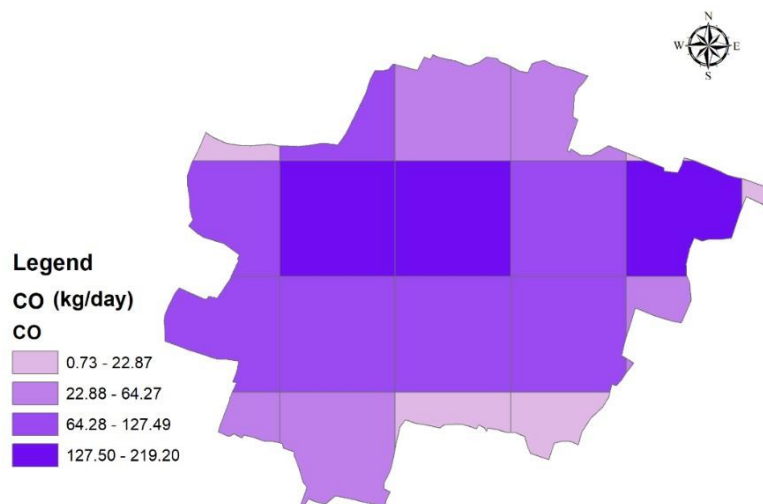 N
W E
S
Legend
CO (kg/day)
CO
0.73 - 22.87
22.88 - 64.27
64.28 - 127.49
127.50 - 219.20